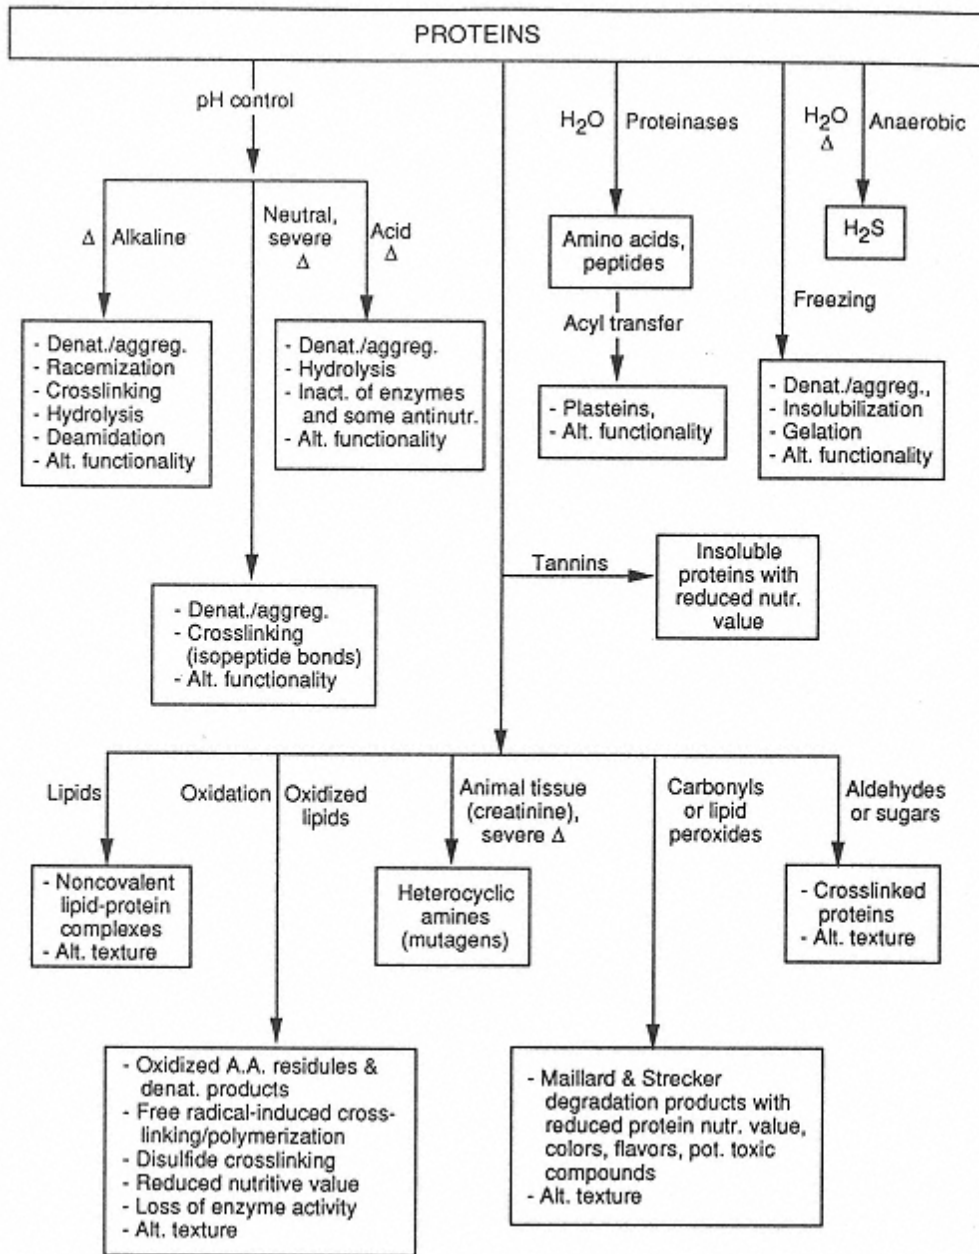 PROTEINS
pH control
H2O Proteinases
H2O Anaerobic
Δ
Δ Alkaline
Neutral,
severe
Δ
Acid
Δ
Amino acids,
peptides
H2S
Acyl transfer
Freezing
- Denat./aggreg.
- Racemization
- Crosslinking
- Hydrolysis
- Deamidation
- Alt. functionality
- Denat./aggreg.
- Hydrolysis
- Inact. of enzymes
and some antinutr.
- Alt. functionality
- Plasteins,
- Alt. functionality
- Denat./aggreg.,
- Insolubilization
- Gelation
- Alt. functionality
Tannins
Insoluble
proteins with
reduced nutr.
value
- Denat./aggreg.
- Crosslinking
(isopeptide bonds)
- Alt. functionality
Lipids
Oxidation
Oxidized
lipids
Animal tissue
(creatinine),
severe Δ
Carbonyls
or lipid
peroxides
Aldehydes
or sugars
- Noncovalent
lipid-protein
complexes
- Alt. texture
Heterocyclic
amines
(mutagens)
- Crosslinked
proteins
- Alt. texture
- Oxidized A.A. residules &
denat. products
- Free radical-induced cross-
linking/polymerization
- Disulfide crosslinking
- Reduced nutritive value
- Loss of enzyme activity
- Alt. texture
- Maillard & Strecker
degradation products with
reduced protein nutr. value,
colors, flavors, pot. toxic
compounds
- Alt. texture